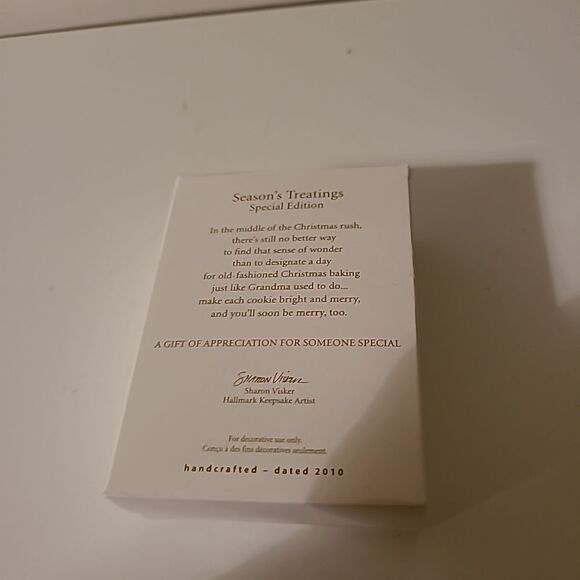 Season's Treatings
Special Edition
In the middle of the Christmas rush,
there's still no better way
to find that sense of wonder
than to designate a day
for old-fashioned Christmas baking
just like Grandma used to do...
make each cookie bright and merry,
and you'll soon be merry, too.
A GIFT OF APPRECIATION FOR SOMEONE SPECIAL
Sharon Visker
Sharon Visker
Hallmark Keepsake Artist
For decorative use only.
Conçu à des fins décoratives seulement.
handcrafted – dated 2010